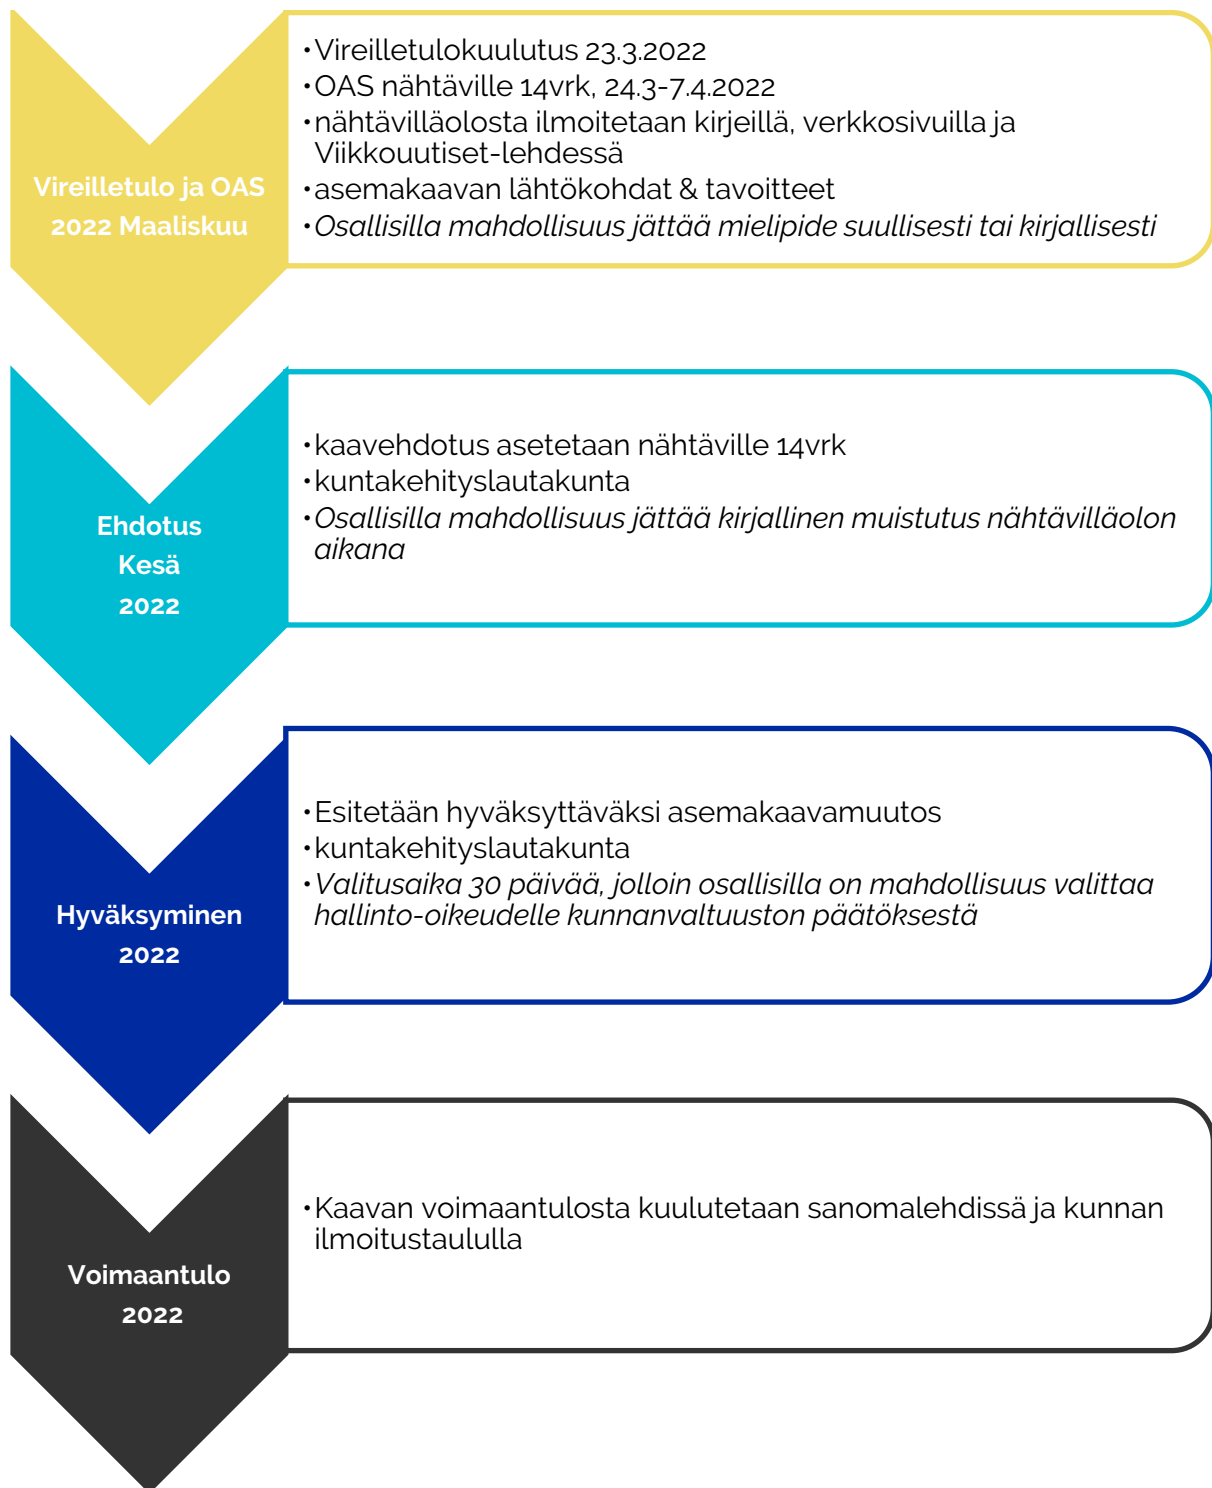 Vireilletulo ja OAS
2022 Maaliskuu
•Vireilletulokuulutus 23.3.2022
•OAS nähtäville 14vrk, 24.3-7.4.2022
•nähtävilläolosta ilmoitetaan kirjeillä, verkkosivuilla ja
Viikkouutiset-lehdessä
•asemakaavan lähtökohdat & tavoitteet
•Osallisilla mahdollisuus jättää mielipide suullisesti tai kirjallisesti
Ehdotus
Kesä
2022
•kaavehdotus asetetaan nähtäville 14vrk
•kuntakehityslautakunta
•Osallisilla mahdollisuus jättää kirjallinen muistutus nähtävilläolon
aikana
Hyväksyminen
2022
•Esitetään hyväksyttäväksi asemakaavamuutos
•kuntakehityslautakunta
•Valitusaika 30 päivää, jolloin osallisilla on mahdollisuus valittaa
hallinto-oikeudelle kunnanvaltuuston päätöksestä
Voimaantulo
2022
•Kaavan voimaantulosta kuulutetaan sanomalehdissä ja kunnan
ilmoitustaululla